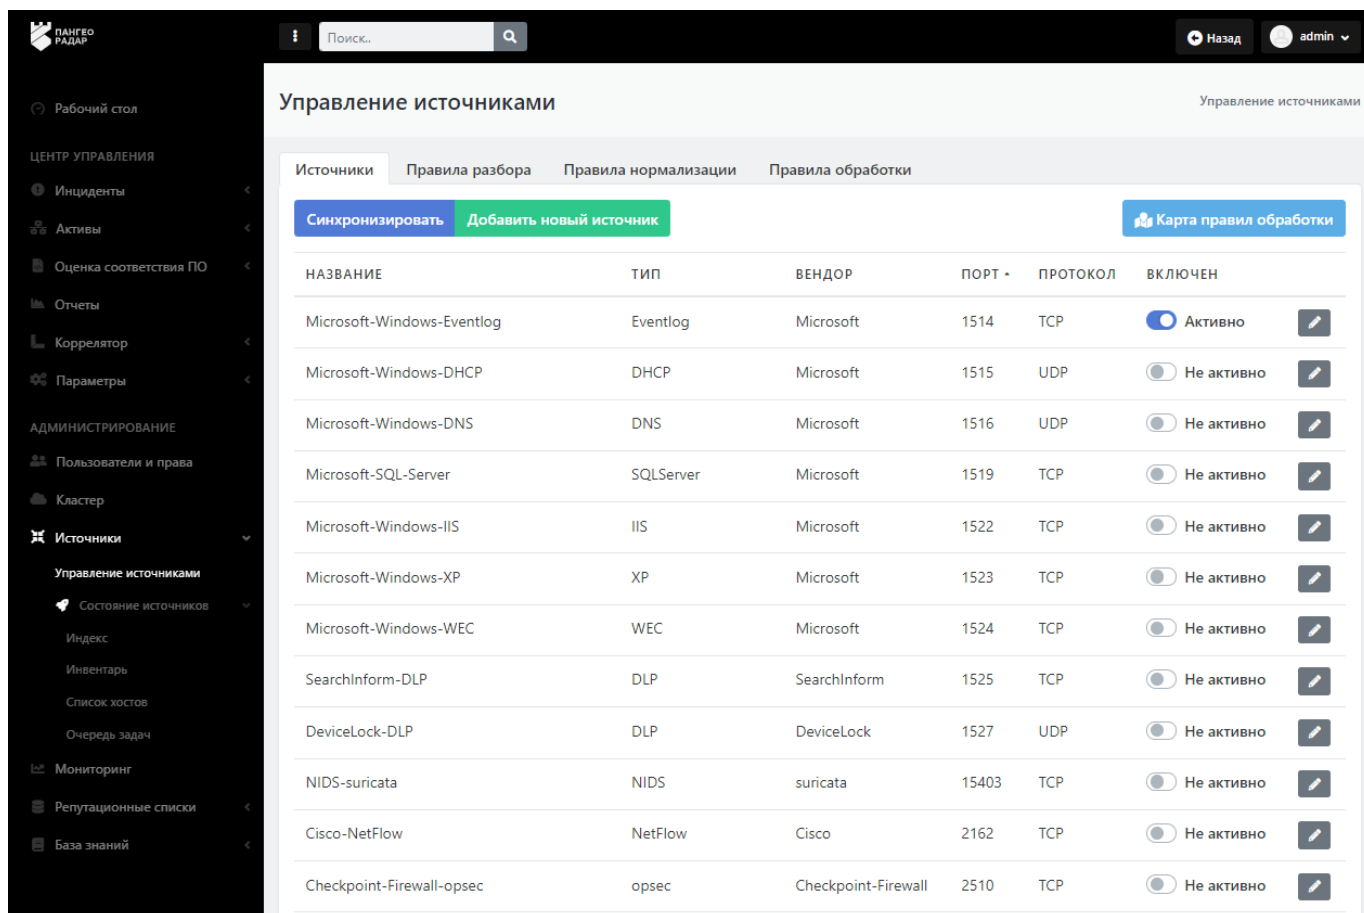 ПАНГЕО
РАДАР
Поиск..
Назад
admin
Рабочий стол
ЦЕНТР УПРАВЛЕНИЯ
Инциденты
Активы
Оценка соответствия ПО
Отчеты
Коррелятор
Параметры
АДМИНИСТРИРОВАНИЕ
Пользователи и права
Кластер
Источники
Управление источниками
Состояние источников
Индекс
Инвентарь
Список хостов
Очередь задач
Мониторинг
Репутационные списки
База знаний
Управление источниками
Управление источниками
Источники Правила разбора Правила нормализации Правила обработки
Синхронизировать Добавить новый источник Карта правил обработки
НАЗВАНИЕ ТИП ВЕНДОР ПОРТ ПРОТОКОЛ ВКЛЮЧЕН
Microsoft-Windows-Eventlog Eventlog Microsoft 1514 TCP Активно
Microsoft-Windows-DHCP DHCP Microsoft 1515 UDP Не активно
Microsoft-Windows-DNS DNS Microsoft 1516 UDP Не активно
Microsoft-SQL-Server SQLServer Microsoft 1519 TCP Не активно
Microsoft-Windows-IIS IIS Microsoft 1522 TCP Не активно
Microsoft-Windows-XP XP Microsoft 1523 TCP Не активно
Microsoft-Windows-WEC WEC Microsoft 1524 TCP Не активно
SearchInform-DLP DLP SearchInform 1525 TCP Не активно
DeviceLock-DLP DLP DeviceLock 1527 UDP Не активно
NIDS-suricata NIDS suricata 15403 TCP Не активно
Cisco-NetFlow NetFlow Cisco 2162 TCP Не активно
Checkpoint-Firewall-opsec opsec Checkpoint-Firewall 2510 TCP Не активно